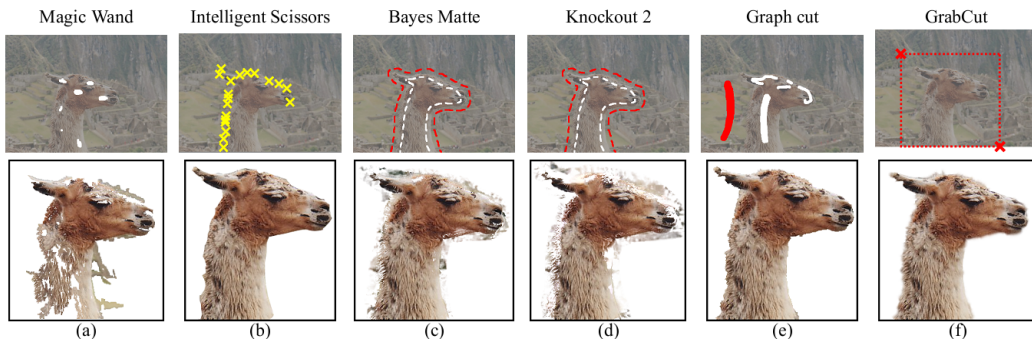 Magic Wand
Intelligent Scissors
Bayes Matte
Knockout 2
Graph cut
GrabCut
(a)
(b)
(c)
(d)
(e)
(f)